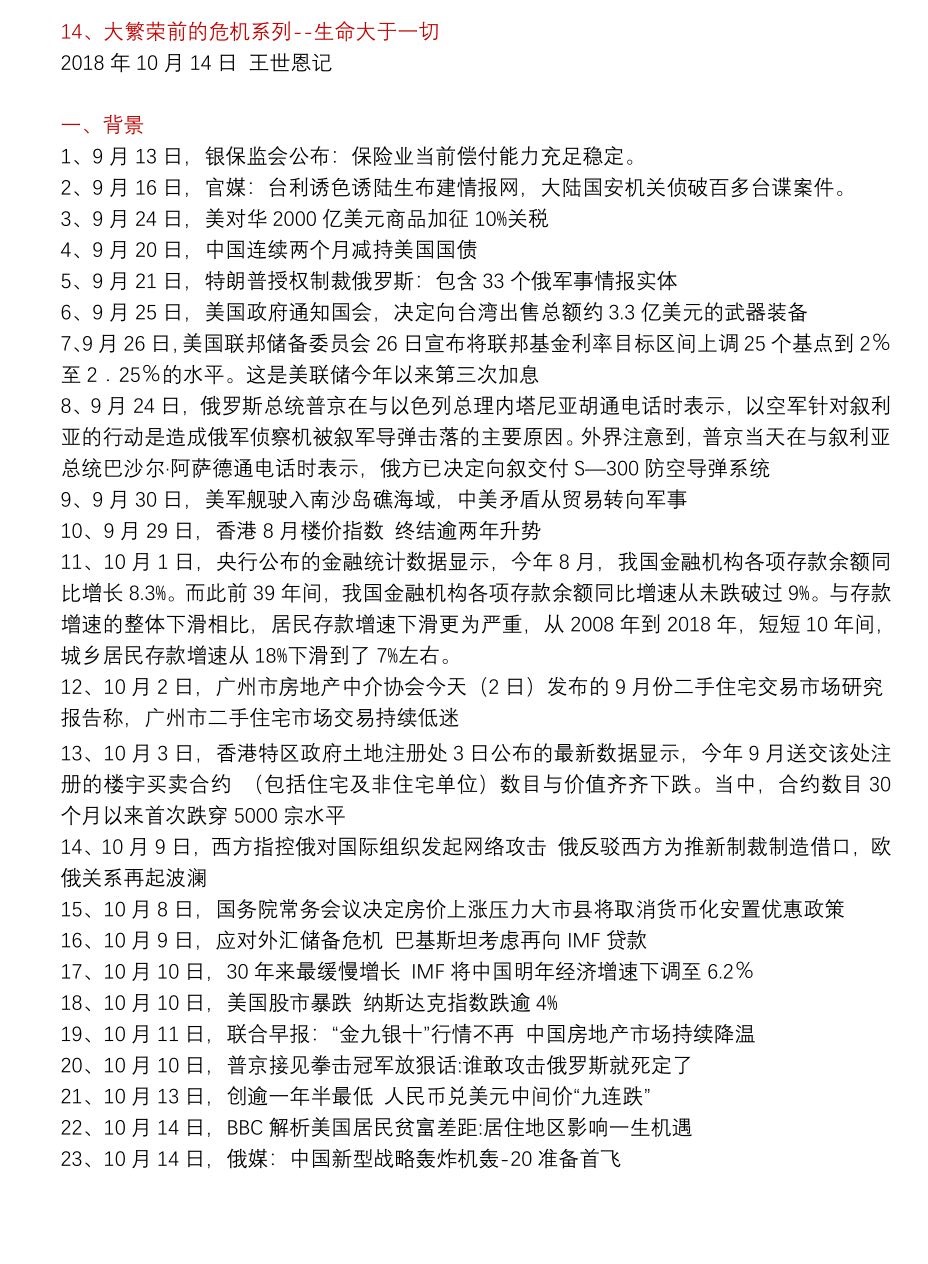 14、大繁荣前的危机系列--生命大于一切
2018 年 10 月 14 日 王世恩记
一、背景
1、9 月 13 日，银保监会公布：保险业当前偿付能力充足稳定。
2、9 月 16 日，官媒：台利诱色诱陆生布建情报网，大陆国安机关侦破百多台谍案件。
3、9 月 24 日，美对华 2000 亿美元商品加征 10%关税
4、9 月 20 日，中国连续两个月减持美国国债
5、9 月 21 日，特朗普授权制裁俄罗斯：包含 33 个俄军事情报实体
6、9 月 25 日，美国政府通知国会，决定向台湾出售总额约 3.3 亿美元的武器装备
7、9 月 26 日，美国联邦储备委员会 26 日宣布将联邦基金利率目标区间上调 25 个基点到 2％
至 2．25％的水平。这是美联储今年以来第三次加息
8、9 月 24 日，俄罗斯总统普京在与以色列总理内塔尼亚胡通电话时表示，以空军针对叙利
亚的行动是造成俄军侦察机被叙军导弹击落的主要原因。外界注意到，普京当天在与叙利亚
总统巴沙尔·阿萨德通电话时表示，俄方已决定向叙交付 S—300 防空导弹系统
9、9 月 30 日，美军舰驶入南沙岛礁海域，中美矛盾从贸易转向军事
10、9 月 29 日，香港 8 月楼价指数 终结逾两年升势
11、10 月 1 日，央行公布的金融统计数据显示，今年 8 月，我国金融机构各项存款余额同
比增长 8.3%。而此前 39 年间，我国金融机构各项存款余额同比增速从未跌破过 9%。与存款
增速的整体下滑相比，居民存款增速下滑更为严重，从 2008 年到 2018 年，短短 10 年间，
城乡居民存款增速从 18%下滑到了 7%左右。
12、10 月 2 日，广州市房地产中介协会今天（2 日）发布的 9 月份二手住宅交易市场研究
报告称，广州市二手住宅市场交易持续低迷
13、10 月 3 日，香港特区政府土地注册处 3 日公布的最新数据显示，今年 9 月送交该处注
册的楼宇买卖合约 （包括住宅及非住宅单位）数目与价值齐齐下跌。当中，合约数目 30
个月以来首次跌穿 5000 宗水平
14、10 月 9 日，西方指控俄对国际组织发起网络攻击 俄反驳西方为推新制裁制造借口，欧
俄关系再起波澜
15、10 月 8 日，国务院常务会议决定房价上涨压力大市县将取消货币化安置优惠政策
16、10 月 9 日，应对外汇储备危机 巴基斯坦考虑再向 IMF 贷款
17、10 月 10 日，30 年来最缓慢增长 IMF 将中国明年经济增速下调至 6.2％
18、10 月 10 日，美国股市暴跌 纳斯达克指数跌逾 4%
19、10 月 11 日，联合早报：“金九银十”行情不再 中国房地产市场持续降温
20、10 月 10 日，普京接见拳击冠军放狠话:谁敢攻击俄罗斯就死定了
21、10 月 13 日，创逾一年半最低 人民币兑美元中间价“九连跌”
22、10 月 14 日，BBC 解析美国居民贫富差距:居住地区影响一生机遇
23、10 月 14 日，俄媒：中国新型战略轰炸机轰-20 准备首飞